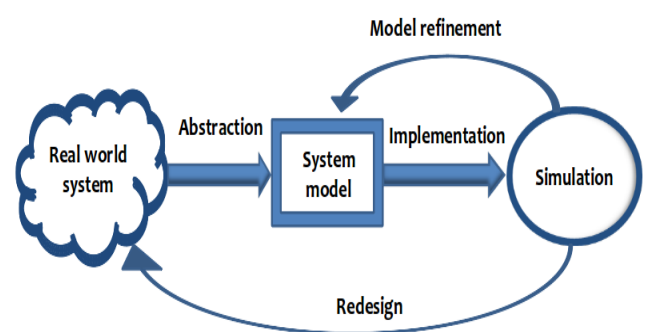 Model refinement
Abstraction
Implementation
Real world
system
System
model
Simulation
Redesign